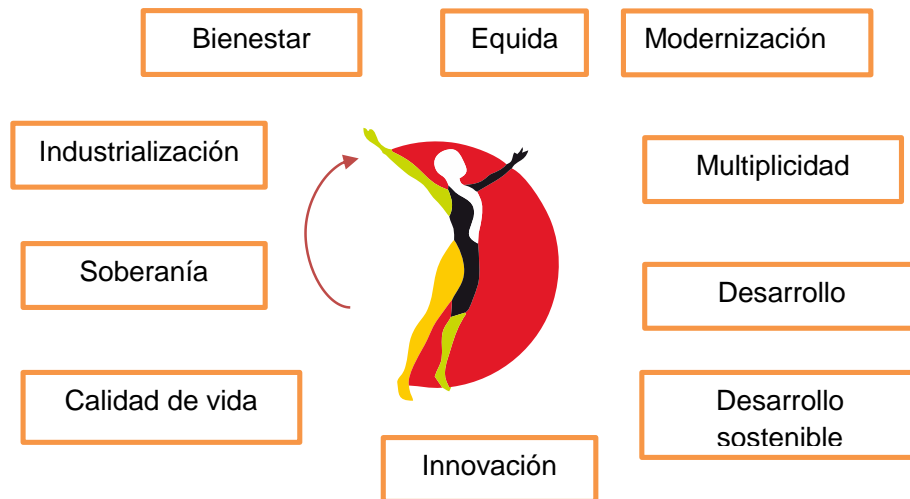 Bienestar
Equida
Modernización
Industrialización
Multiplicidad
Soberanía
Desarrollo
Calidad de vida
Desarrollo
sostenible
Innovación